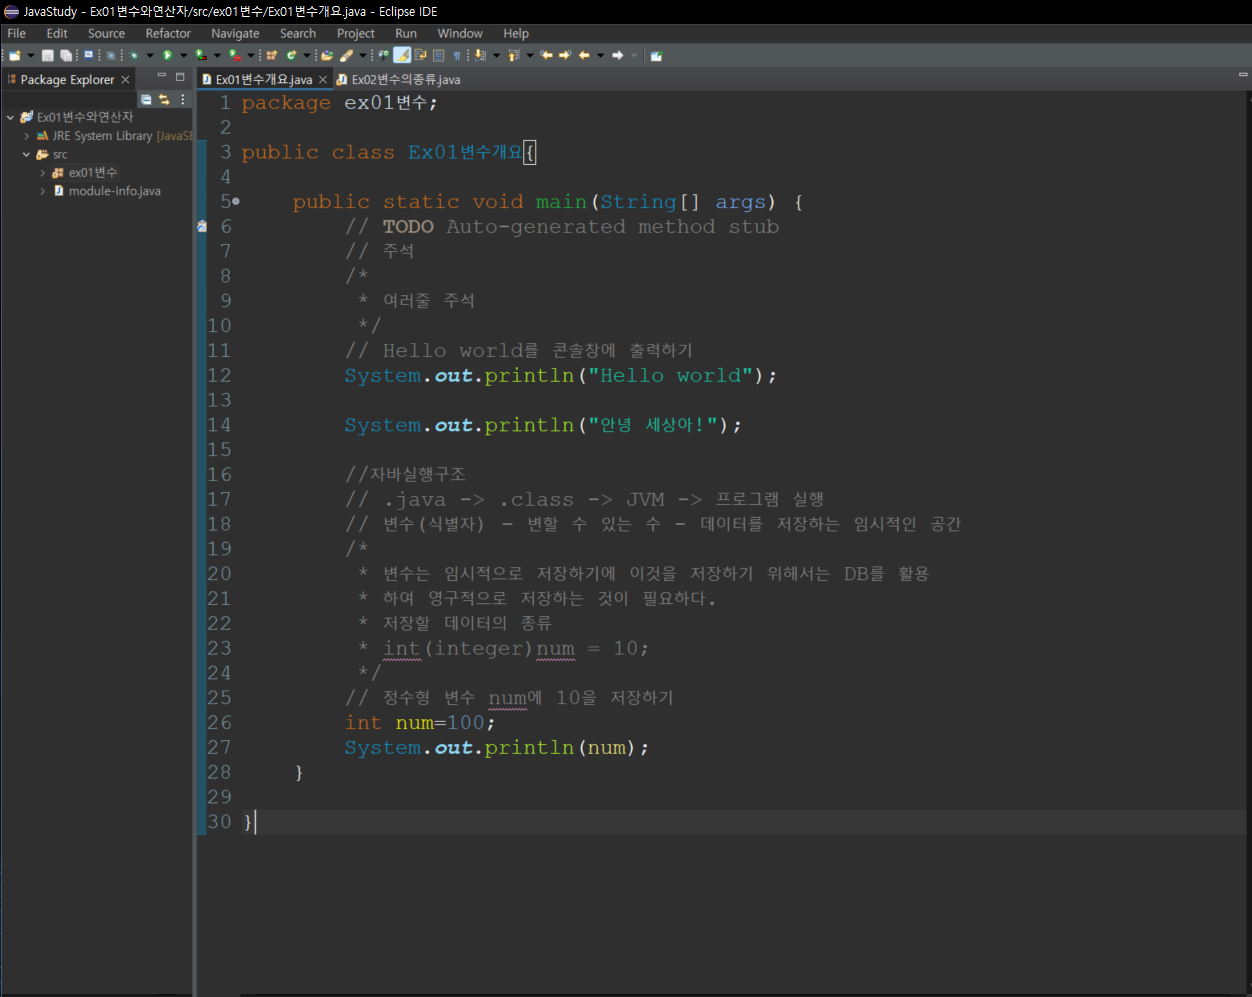 JavaStudy - Ex01변수와연산자/src/ex01변수/Ex01변수개요.java - Eclipse IDE
File Edit Source Refactor Navigate Search Project Run Window Help
Package Explorer
Ex01변수와연산자
JRE System Library [JavaSE
src
ex01변수
module-info.java
Ex01변수개요.java Ex02변수의종류.java
1 package ex01변수;
2
3 public class Ex01변수개요{
4
5 public static void main(String[] args) {
6 // TODO Auto-generated method stub
7 // 주석
8 /*
9 * 여러줄 주석
10 */
11 // Hello world를 콘솔창에 출력하기
12 System.out.println("Hello world");
13
14 System.out.println("안녕 세상아!");
15
16 //자바실행구조
17 // .java -> .class -> JVM -> 프로그램 실행
18 // 변수(식별자) - 변할 수 있는 수 - 데이터를 저장하는 임시적인 공간
19 /*
20 * 변수는 임시적으로 저장하기에 이것을 저장하기 위해서는 DB를 활용
21 * 하여 영구적으로 저장하는 것이 필요하다.
22 * 저장할 데이터의 종류
23 * int(integer)num = 10;
24 */
25 // 정수형 변수 num에 10을 저장하기
26 int num=100;
27 System.out.println(num);
28 }
29
30 }